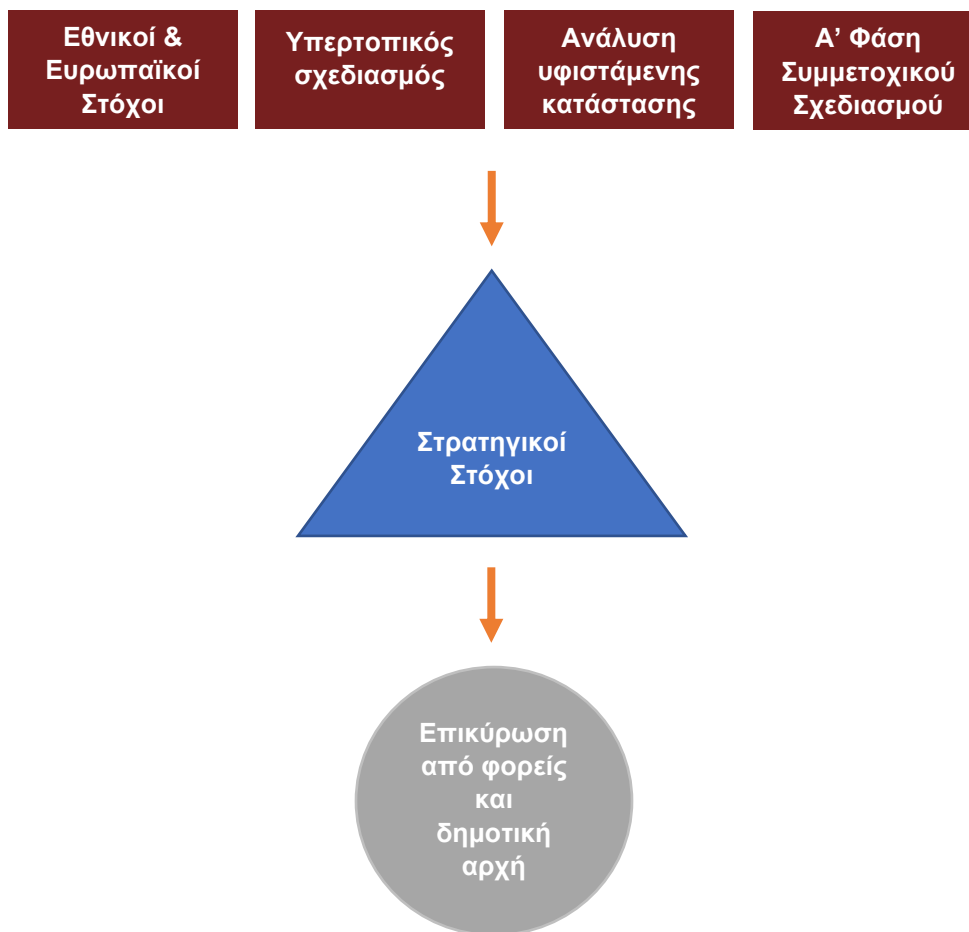 Εθνικοί &
Ευρωπαϊκοί
Στόχοι
Υπερτοπικός
σχεδιασμός
Ανάλυση
υφιστάμενης
κατάστασης
Α’ Φάση
Συμμετοχικού
Σχεδιασμού
Στρατηγικοί
Στόχοι
Επικύρωση
από φορείς
και
δημοτική
αρχή